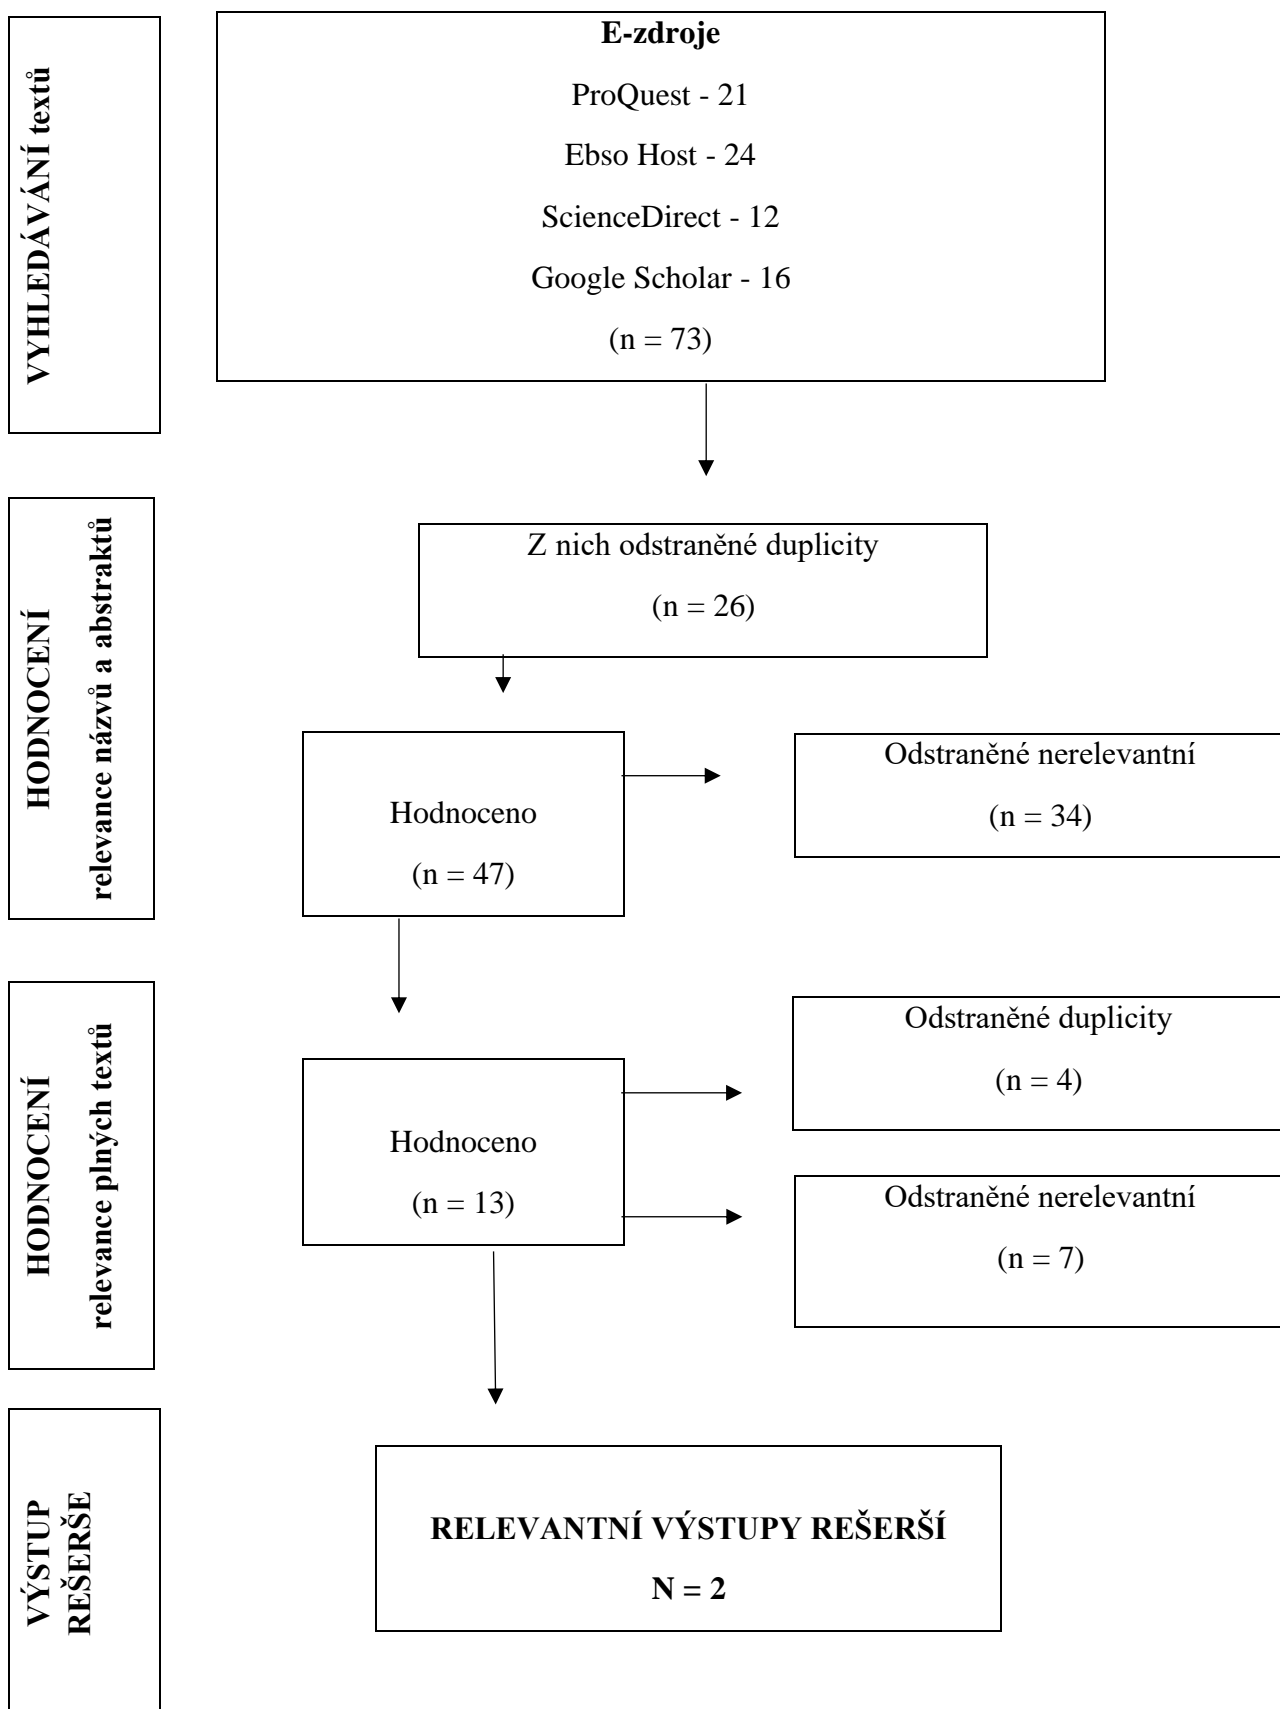 VYHLEDÁVÁNÍ textů
E-zdroje
ProQuest - 21
Ebso Host - 24
ScienceDirect - 12
Google Scholar - 16
(n = 73)
HODNOCENÍ
relevance názvů a abstraktů
Z nich odstraněné duplicity
(n = 26)
Hodnoceno
(n = 47)
Odstraněné nerelevantní
(n = 34)
HODNOCENÍ
relevance plných textů
Hodnoceno
(n = 13)
Odstraněné duplicity
(n = 4)
Odstraněné nerelevantní
(n = 7)
VÝSTUP
REŠERŠE
RELEVANTNÍ VÝSTUPY REŠERŠÍ
N = 2